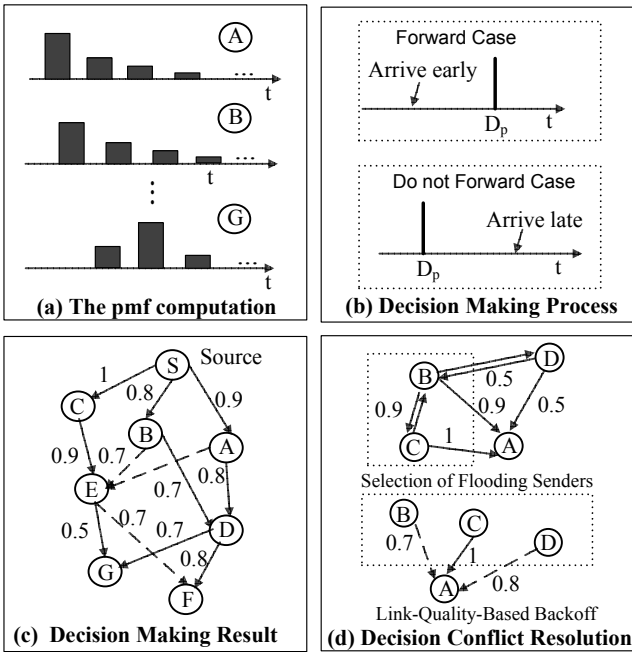 A
...
t
B
...
t
G
...
t
(a) The pmf computation
Forward Case
Arrive early
Dp
t
Do not Forward Case
Arrive late
Dp
t
(b) Decision Making Process
S
Source
1
0.8
0.9
C
B
A
0.9
0.7
0.8
E
0.7
D
0.5
0.7
0.7
0.8
G
F
(c) Decision Making Result
D
B
0.5
0.9
0.9
0.5
C
1
A
Selection of Flooding Senders
B
C
D
0.7
1
0.8
A
Link-Quality-Based Backoff
(d) Decision Conflict Resolution